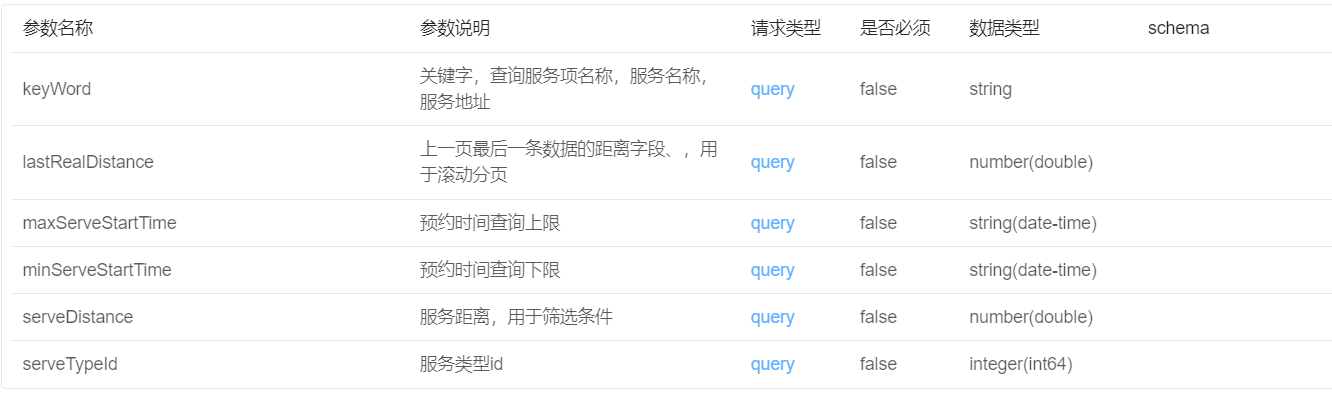 参数名称 参数说明 请求类型 是否必须 数据类型 schema
keyWord 关键字，查询服务项名称，服务名称， query false string
服务地址
lastRealDistance 上一页最后一条数据的距离字段、，用 query false number(double)
于滚动分页
maxServeStartTime 预约时间查询上限 query false string(date-time)
minServeStartTime 预约时间查询下限 query false string(date-time)
serveDistance 服务距离，用于筛选条件 query false number(double)
serveTypeId 服务类型id query false integer(int64)